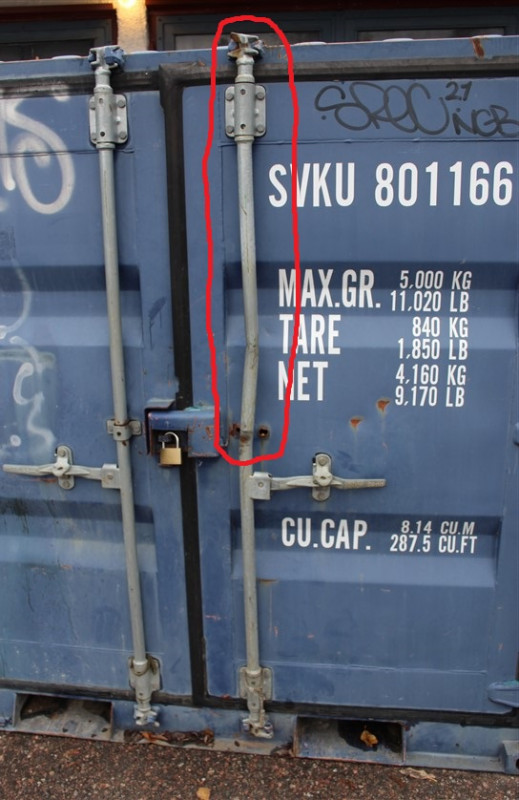 SVKU 801166
MAX.GR. 5,000 KG
11,020 LB
TARE 840 KG
1,850 LB
NET 4,160 KG
9,170 LB
CU.CAP. 8.14 CU.M
287.5 CU.FT